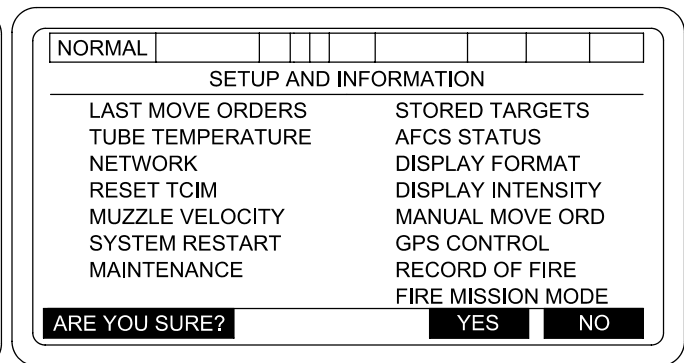 NORMAL
SETUP AND INFORMATION
LAST MOVE ORDERS
TUBE TEMPERATURE
NETWORK
RESET TCIM
MUZZLE VELOCITY
SYSTEM RESTART
MAINTENANCE
STORED TARGETS
AFCS STATUS
DISPLAY FORMAT
DISPLAY INTENSITY
MANUAL MOVE ORD
GPS CONTROL
RECORD OF FIRE
FIRE MISSION MODE
ARE YOU SURE? YES NO